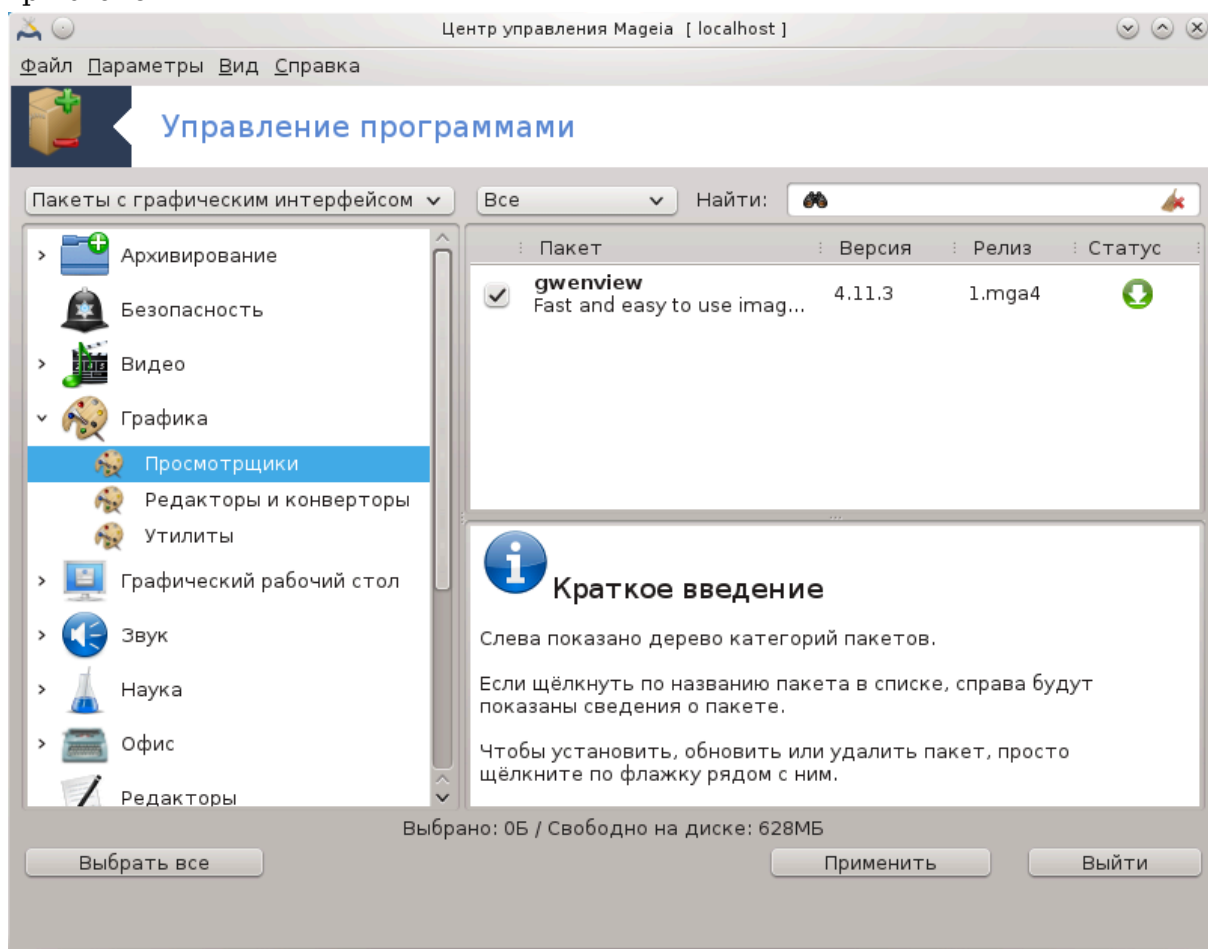 Центр управления Mageia [ localhost ]
Файл Параметры Вид Справка
Управление программами
Пакеты с графическим интерфейсом
Все
Найти:
Архивирование
Безопасность
Видео
Графика
Просмотрщики
Редакторы и конверторы
Утилиты
Графический рабочий стол
Звук
Наука
Офис
Редакторы
Пакет Версия Релиз Статус
gwenview
Fast and easy to use imag... 4.11.3 1.mga4
Краткое введение
Слева показано дерево категорий пакетов.
Если щёлкнуть по названию пакета в списке, справа будут
показаны сведения о пакете.
Чтобы установить, обновить или удалить пакет, просто
щёлкните по флажку рядом с ним.
Выбрано: 0Б / Свободно на диске: 628МБ
Выбрать все
Применить
Выйти